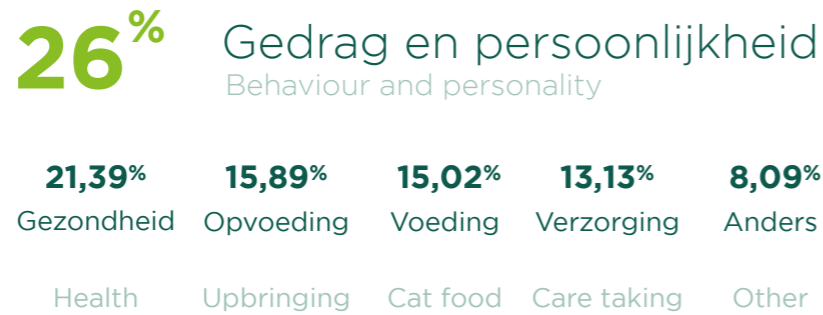 26% Gedrag en persoonlijkheid
Behaviour and personality
21,39% 15,89% 15,02% 13,13% 8,09%
Gezondheid Opvoeding Voeding Verzorging Anders
Health Upbringing Cat food Care taking Other